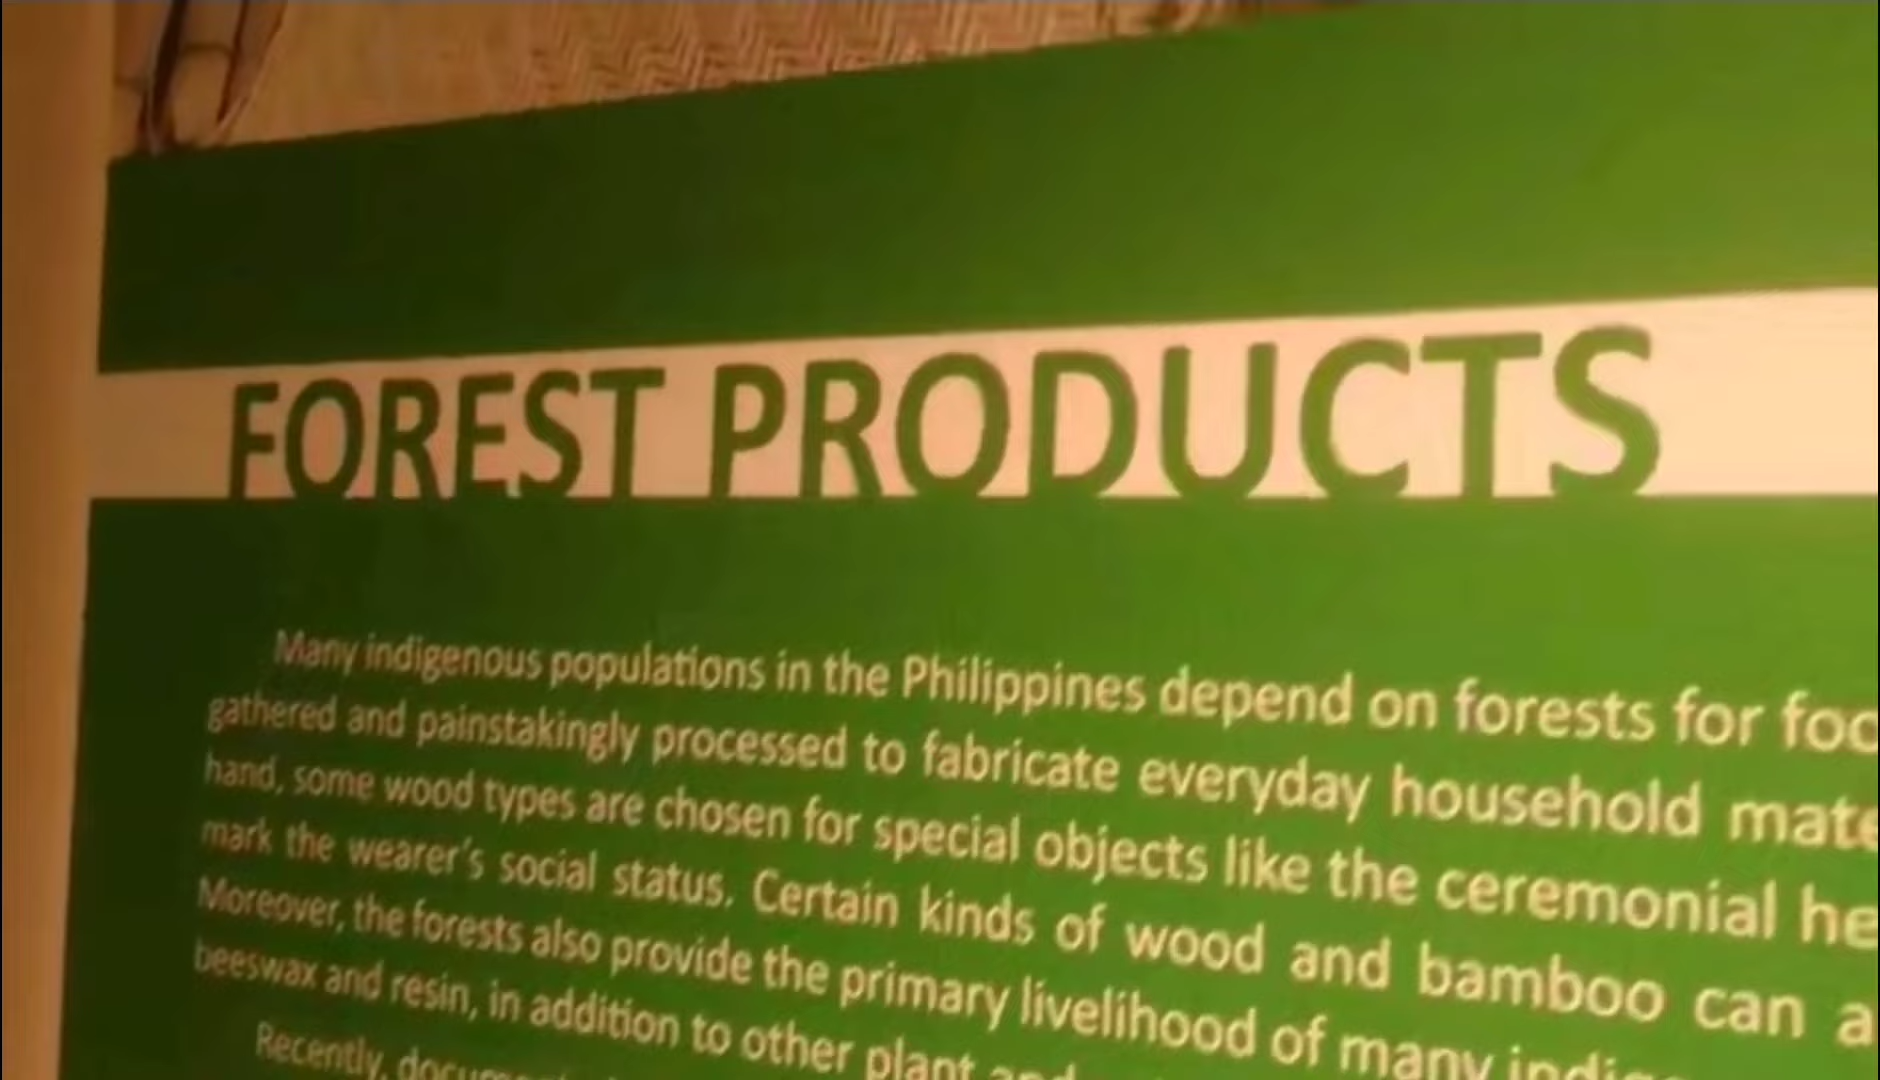 FOREST PRODUCTS
Many indigenous populations in the Philippines depend on forests for
gathered and painstakingly processed to fabricate everyday household
hand, some wood types are chosen for special objects like the ceremonial
mark the wearer's social status. Certain kinds of wood and bamboo can
Moreover, the forests also provide the primary livelihood of many
beeswax and resin, in addition to other plant and
Recently,